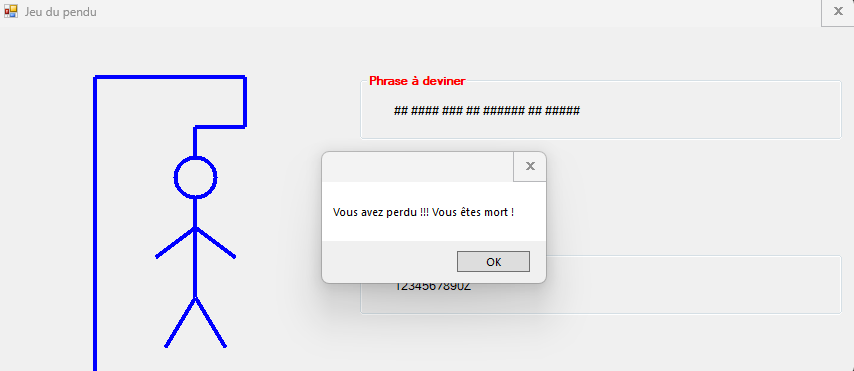 Jeu du pendu
Phrase à deviner
## #### ### ## ###### ## #####
Vous avez perdu !!! Vous êtes mort !
OK
1234567890Z